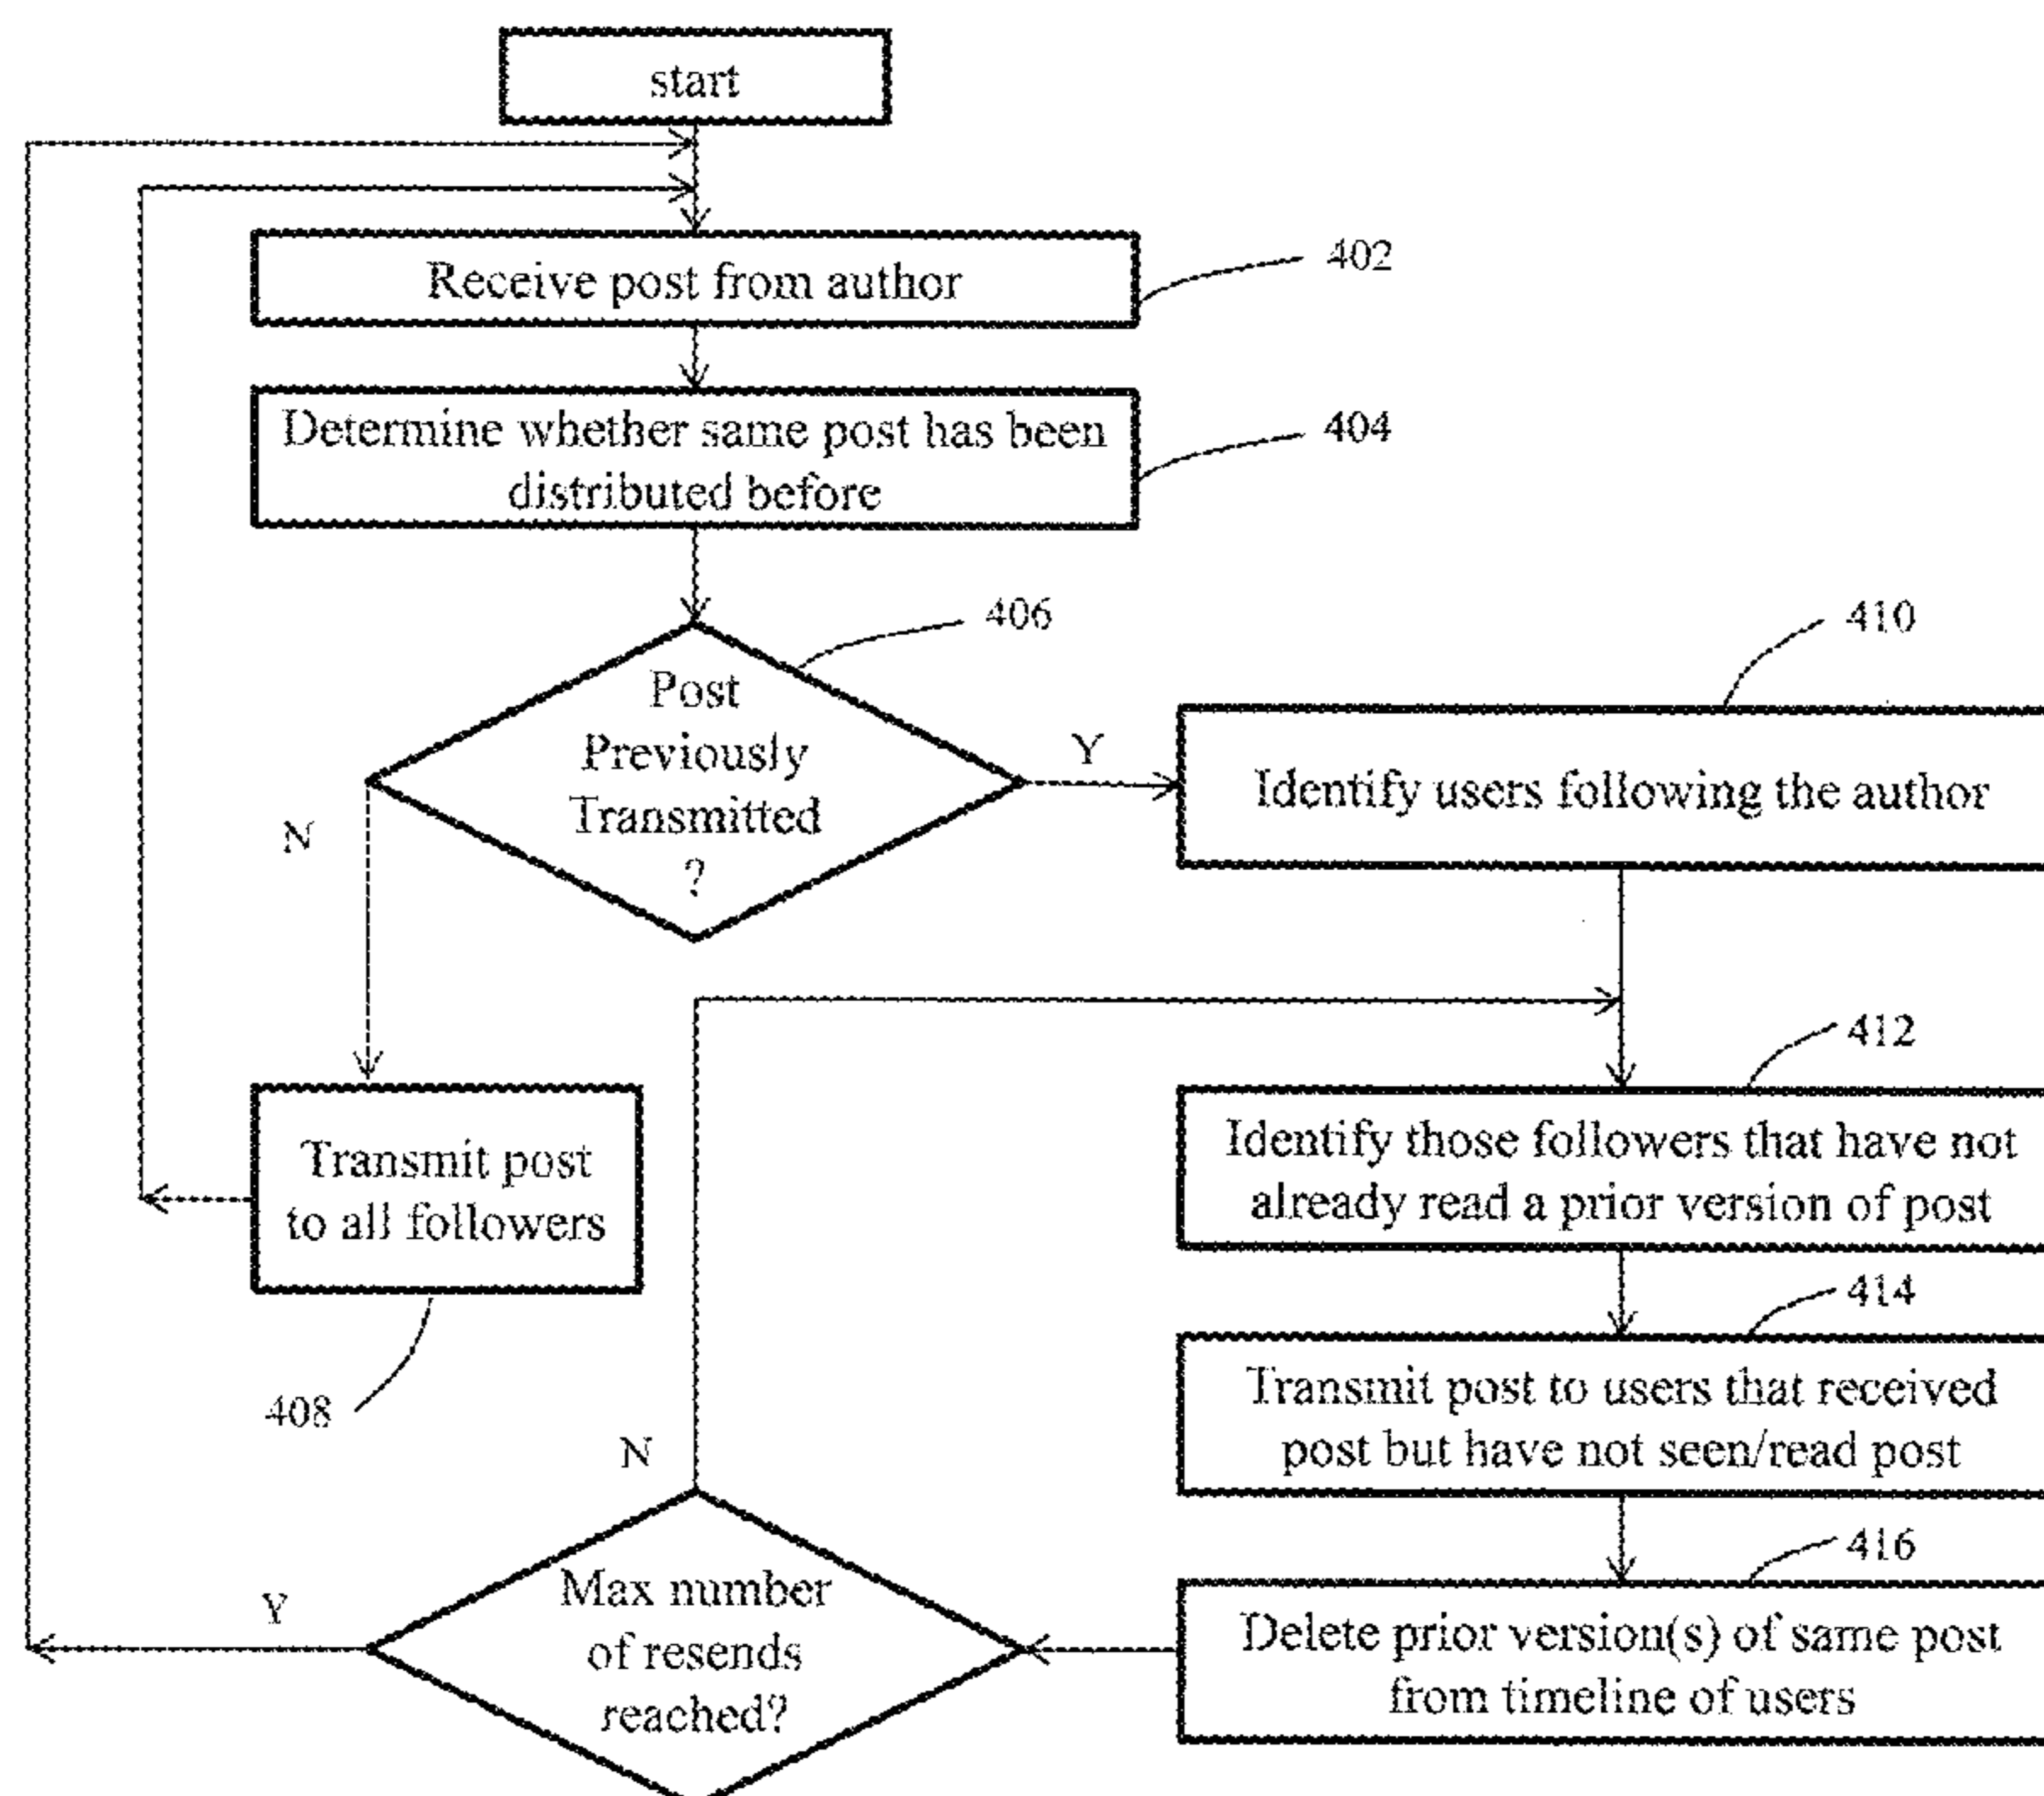 start
Receive post from author
402
Determine whether same post has been
distributed before
404
406
Post
Previously
Transmitted
?
Y
N
410
Identify users following the author
412
Identify those followers that have not
already read a prior version of post
Transmit post
to all followers
408
414
Transmit post to users that received
post but have not seen/read post
N
416
Delete prior version(s) of same post
from timeline of users
Max number
of resends
reached?
Y